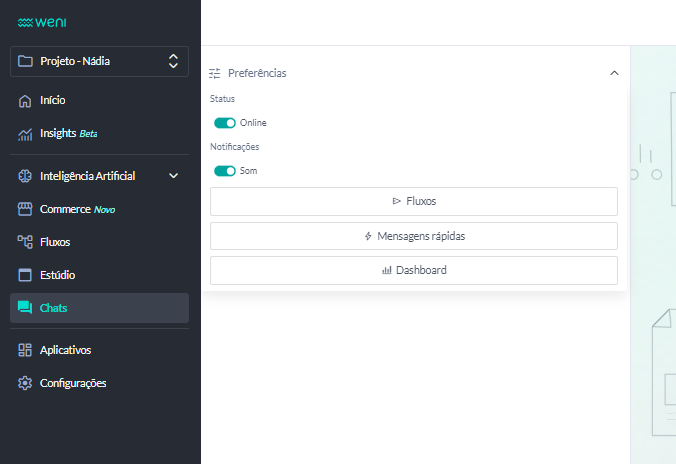 weni
Projeto - Nádia
Início
Insights Beta
Inteligência Artificial
Commerce Novo
Fluxos
Estúdio
Chats
Aplicativos
Configurações
Preferências
Status
Online
Notificações
Som
Fluxos
Mensagens rápidas
Dashboard